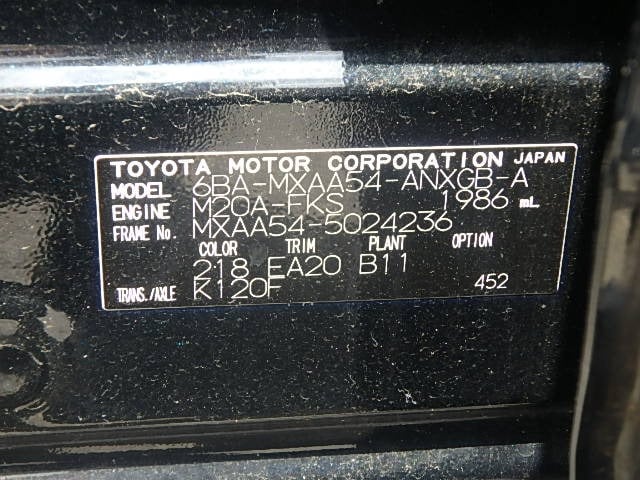 TOYOTA MOTOR CORPORATION JAPAN
MODEL 6BA-MXAA54-ANXGB-A
ENGINE M20A-FKS 1986 mL
FRAME No. MXAA54-5024236
COLOR TRIM PLANT OPTION
218 EA20 B11
TRANS./AXLE K120F 452